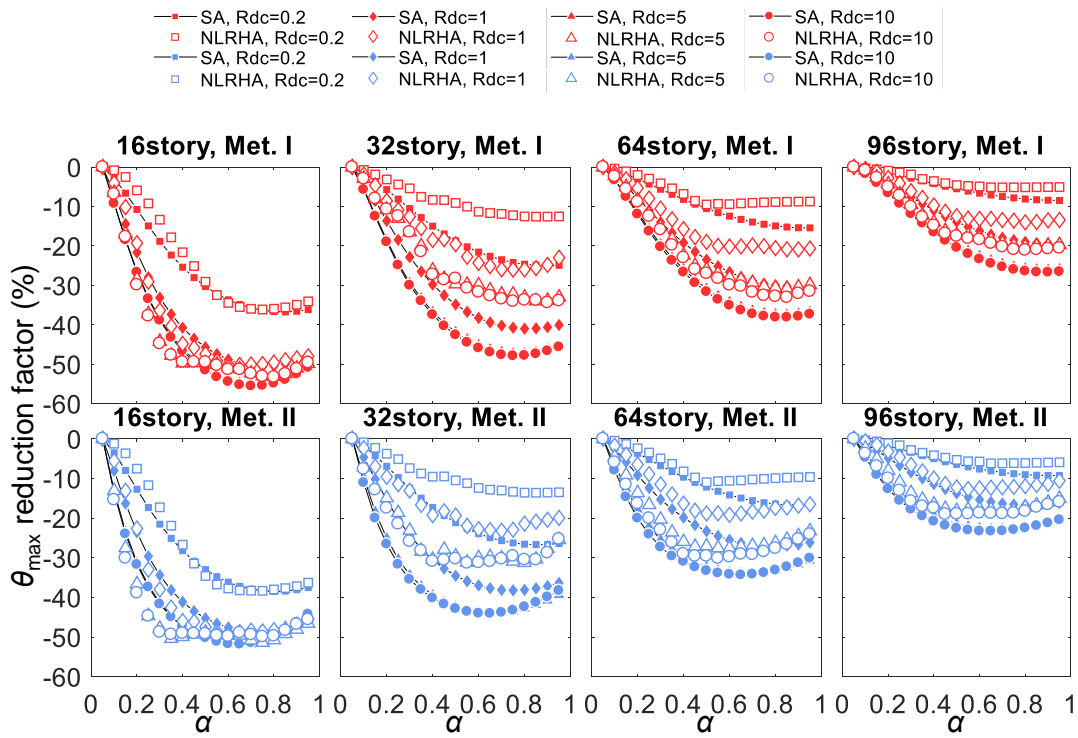 SA, Rdc=0.2 SA, Rdc=1 SA, Rdc=5 SA, Rdc=10
NLRHA, Rdc=0.2 NLRHA, Rdc=1 NLRHA, Rdc=5 NLRHA, Rdc=10
SA, Rdc=0.2 SA, Rdc=1 SA, Rdc=5 SA, Rdc=10
NLRHA, Rdc=0.2 NLRHA, Rdc=1 NLRHA, Rdc=5 NLRHA, Rdc=10
16story, Met. I 32story, Met. I 64story, Met. I 96story, Met. I
0
-10
-20
-30
-40
-50
-60
16story, Met. II 32story, Met. II 64story, Met. II 96story, Met. II
0
-10
-20
-30
-40
-50
-60
θmax reduction factor (%)
0 0.2 0.4 0.6 0.8 1 0 0.2 0.4 0.6 0.8 1 0 0.2 0.4 0.6 0.8 1 0 0.2 0.4 0.6 0.8 1
α α α α